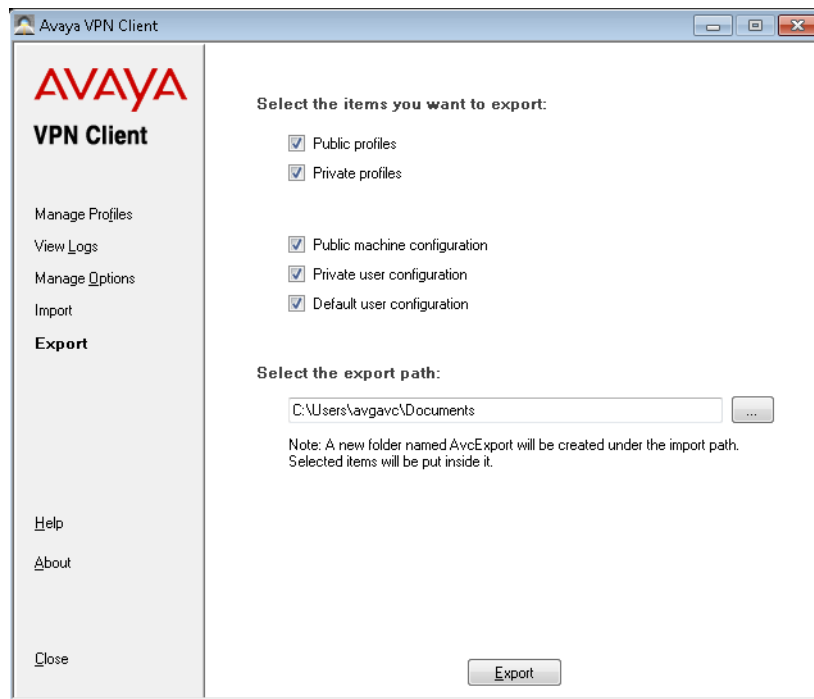 Avaya VPN Client
AVAYA
VPN Client
Manage Profiles
View Logs
Manage Options
Import
Export
Help
About
Close
Select the items you want to export:
Public profiles
Private profiles
Public machine configuration
Private user configuration
Default user configuration
Select the export path:
C:\Users\avgavc\Documents
...
Note: A new folder named AvcExport will be created under the import path.
Selected items will be put inside it.
Export